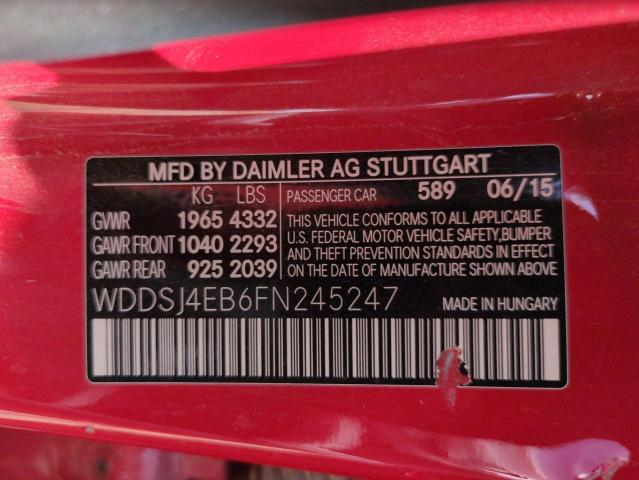 MFD BY DAIMLER AG STUTTGART
KG LBS PASSENGER CAR 589 06/15
GVWR 1965 4332
GAWR FRONT 1040 2293
GAWR REAR 925 2039
THIS VEHICLE CONFORMS TO ALL APPLICABLE
U.S. FEDERAL MOTOR VEHICLE SAFETY,BUMPER
AND THEFT PREVENTION STANDARDS IN EFFECT
ON THE DATE OF MANUFACTURE SHOWN ABOVE
WDDSJ4EB6FN245247 MADE IN HUNGARY